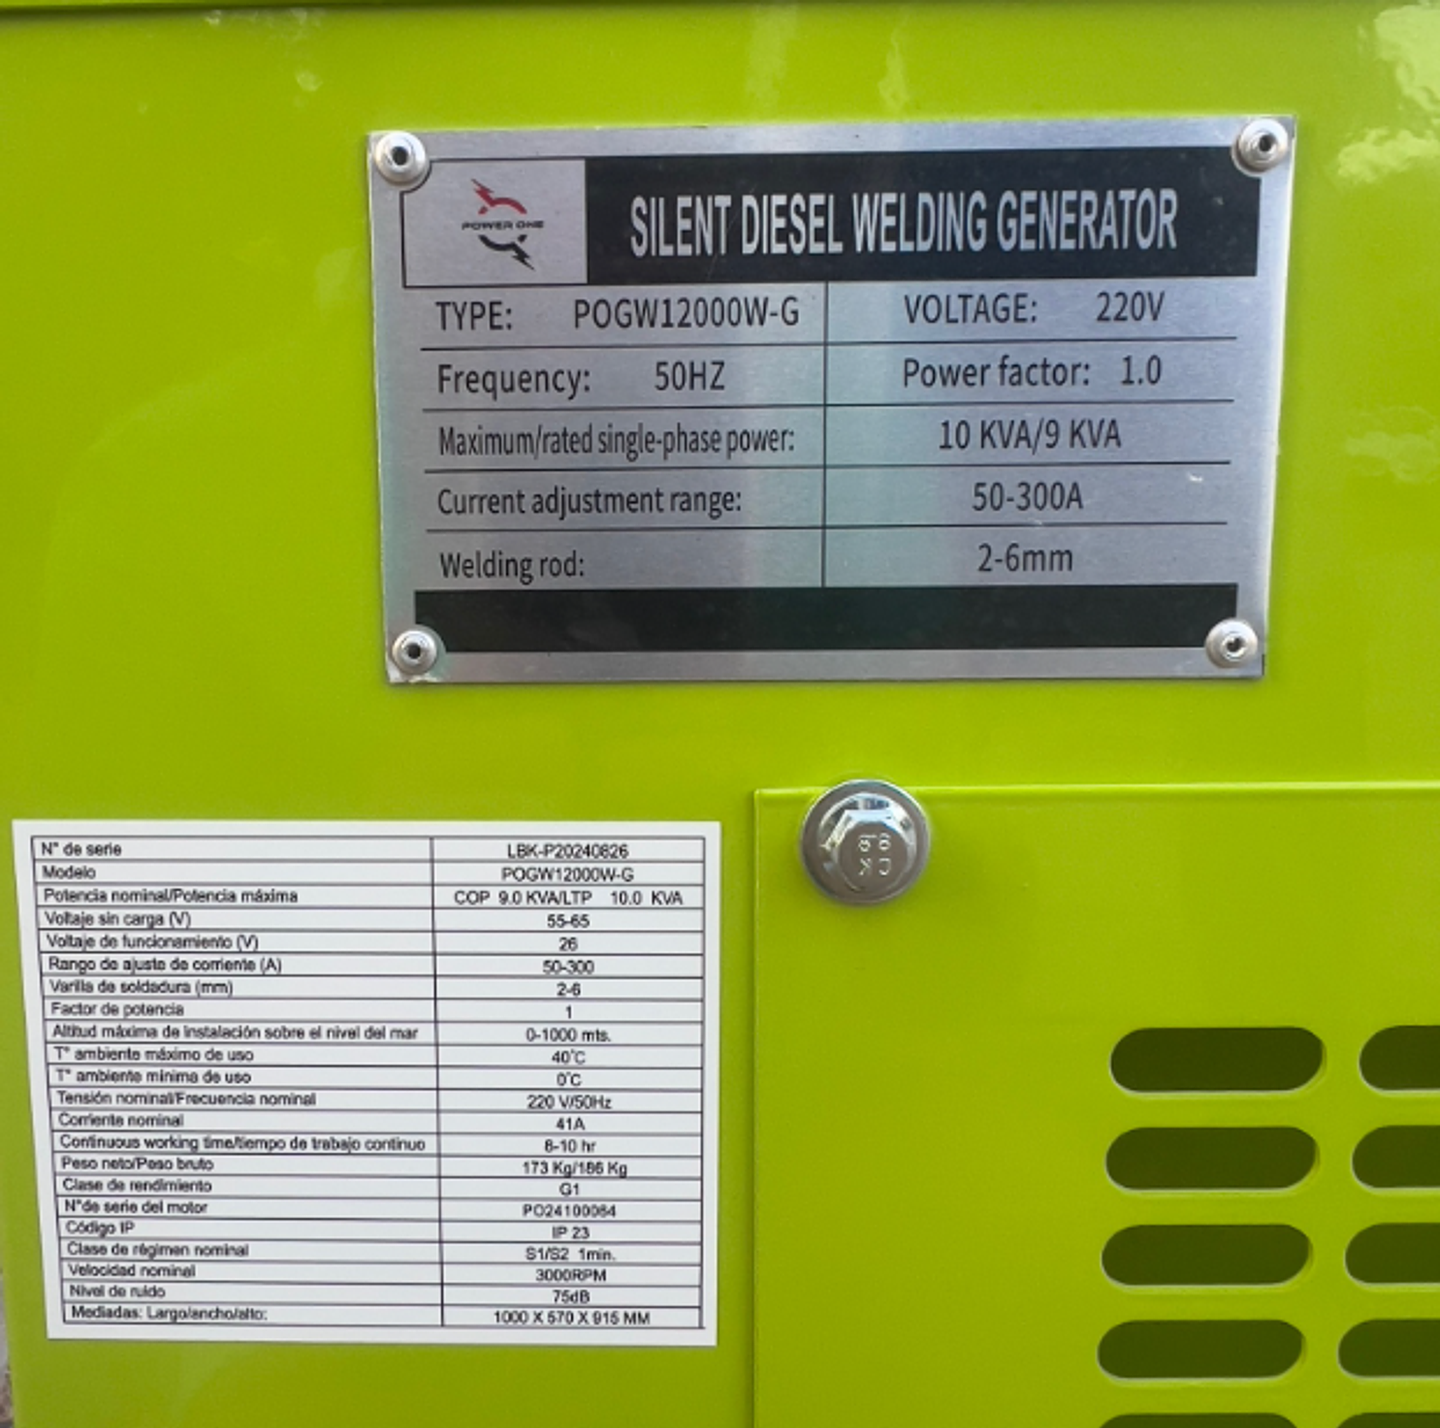 POWER ONE
SILENT DIESEL WELDING GENERATOR
TYPE: POGW12000W-G VOLTAGE: 220V
Frequency: 50HZ Power factor: 1.0
Maximum/rated single-phase power: 10 KVA/9 KVA
Current adjustment range: 50-300A
Welding rod: 2-6mm
8.8
CK
N° de serie LBK-P20240826
Modelo POGW12000W-G
Potencia nominal/Potencia máxima COP 9.0 KVA/LTP 10.0 KVA
Voltaje sin carga (V) 55-65
Voltaje de funcionamiento (V) 26
Rango de ajuste de corriente (A) 50-300
Varilla de soldadura (mm) 2-6
Factor de potencia 1
Altitud máxima de instalación sobre el nivel del mar 0-1000 mts.
T° ambiente máximo de uso 40°C
T° ambiente minima de uso 0°C
Tensión nominal/Frecuencia nominal 220 V/50Hz
Corriente nominal 41A
Continuous working time/tiempo de trabajo continuo 8-10 hr
Peso neto/Peso bruto 173 Kg/186 Kg
Clase de rendimiento G1
N°de serie del motor PO24100064
Código IP IP 23
Clase de régimen nominal S1/S2 1min.
Velocidad nominal 3000RPM
Nivel de ruido 75dB
Mediadas: Largo/ancho/alto: 1000 X 570 X 915 MM